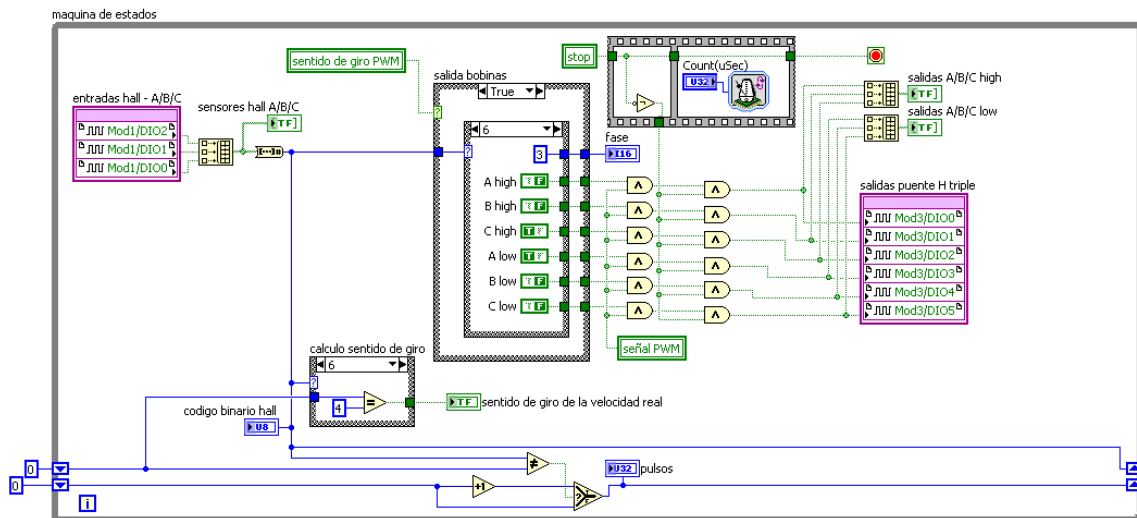 maquina de estados
entradas hall - A/B/C
Mod1/DIO2
Mod1/DIO1
Mod1/DIO0
sensores hall A/B/C
TF
sentido de giro PWM
salida bobinas
True
6
3
A high
F
B high
F
C high
T
A low
T
B low
F
C low
F
stop
Count(uSec)
U32
fase
I16
señal PWM
salidas A/B/C high
TF
salidas A/B/C low
TF
salidas puente H triple
Mod3/DIO0
Mod3/DIO1
Mod3/DIO2
Mod3/DIO3
Mod3/DIO4
Mod3/DIO5
calculo sentido de giro
6
4
=
TF
sentido de giro de la velocidad real
codigo binario hall
U8
0
0
i
≠
+1
?
U32
pulsos